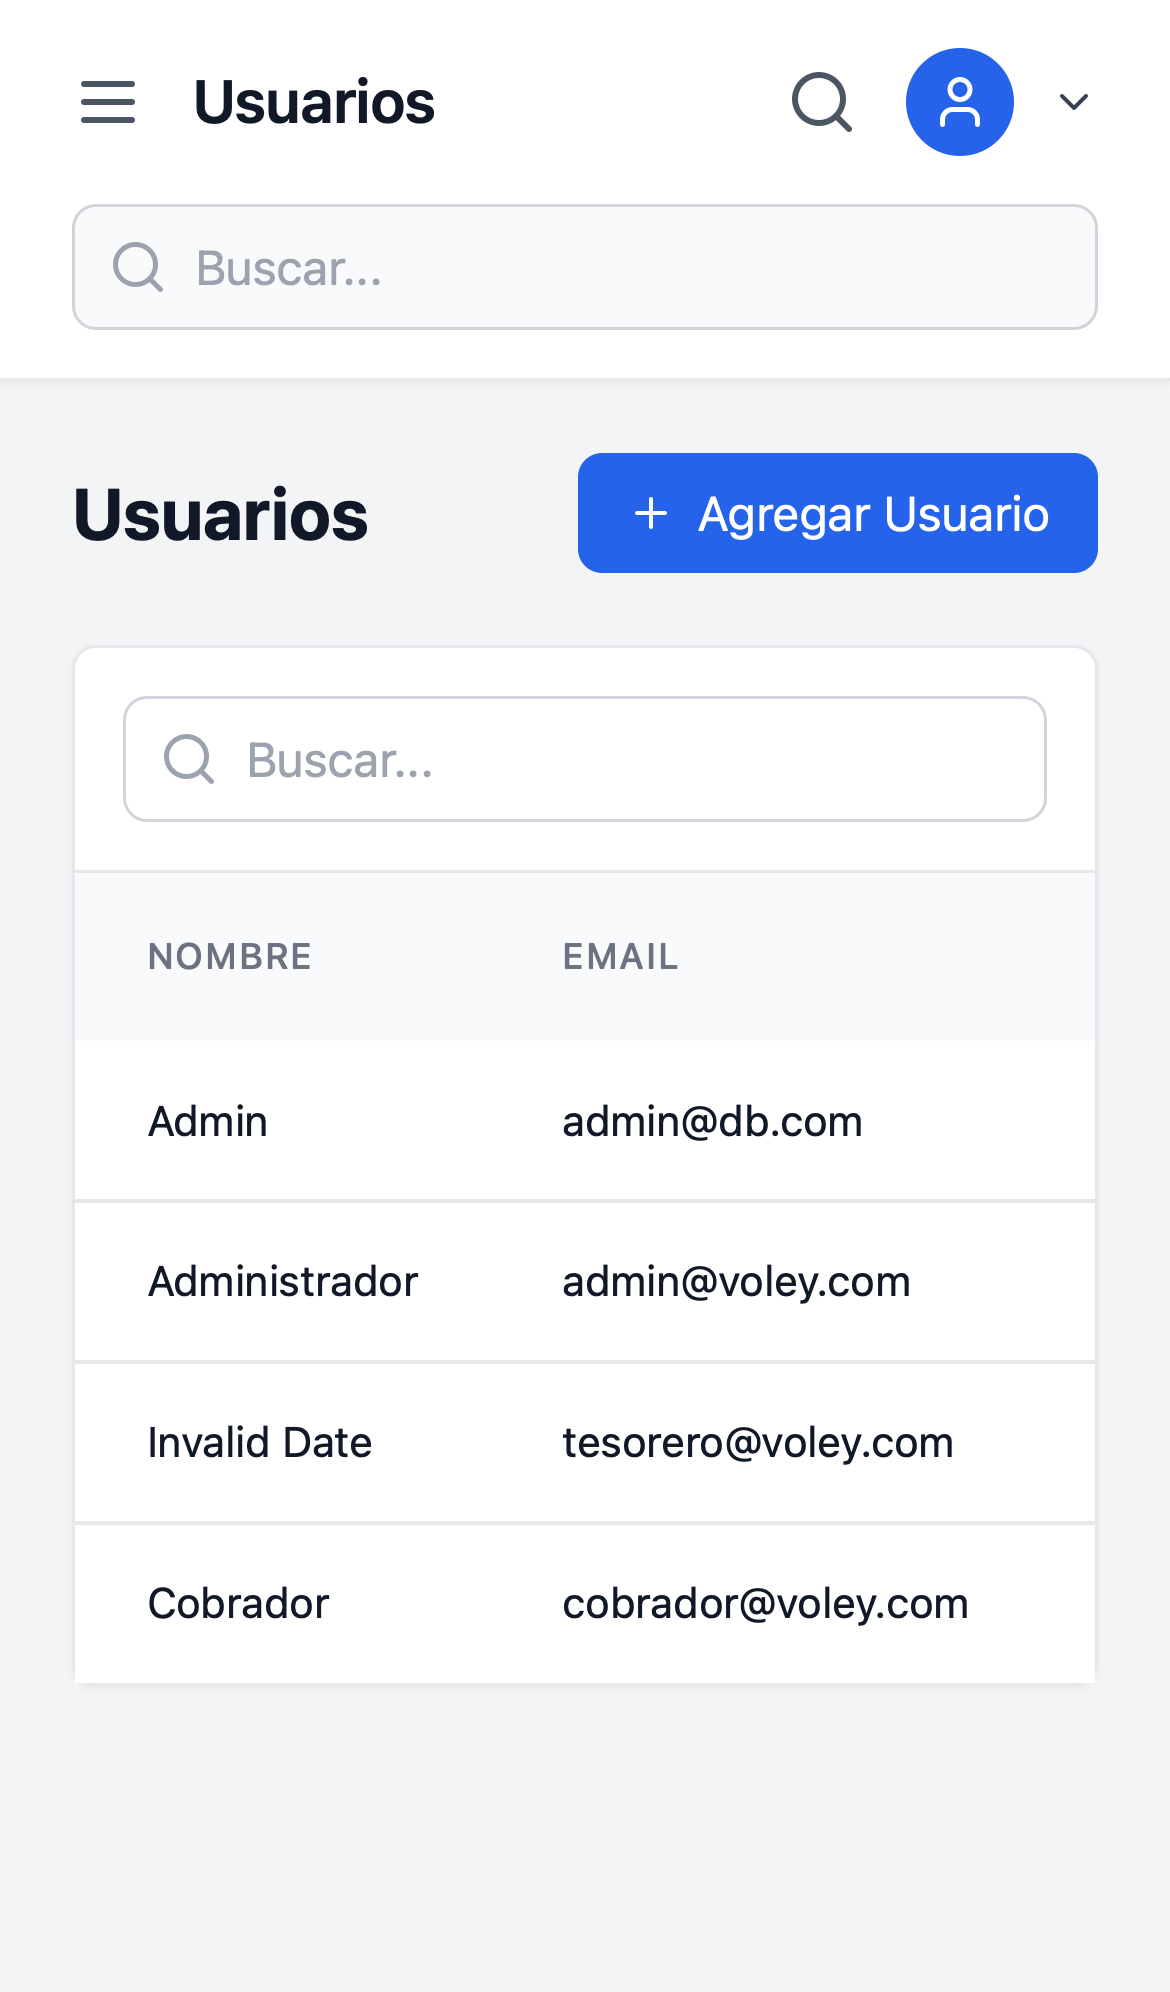 Usuarios
Buscar...
Usuarios
+ Agregar Usuario
Buscar...
NOMBRE EMAIL
Admin admin@db.com
Administrador admin@voley.com
Invalid Date tesorero@voley.com
Cobrador cobrador@voley.com